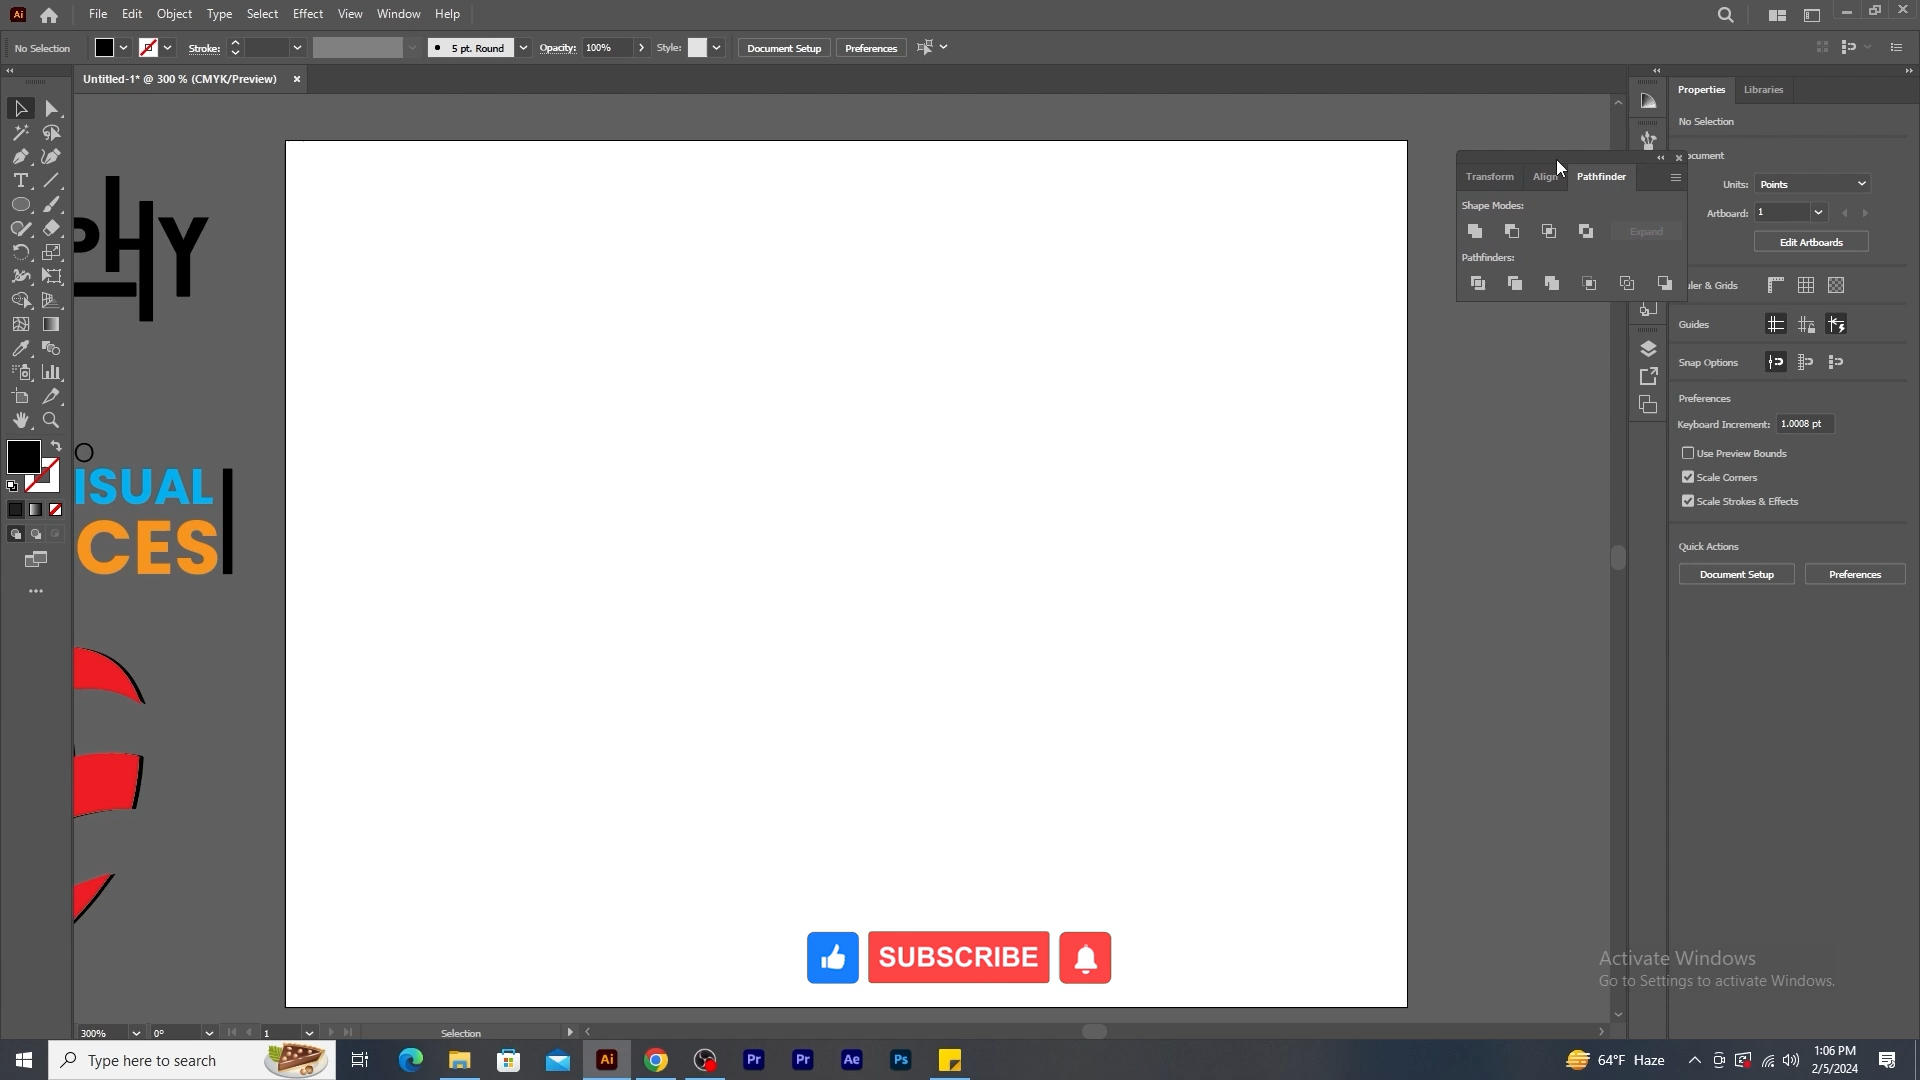 Ai
File Edit Object Type Select Effect View Window Help
No Selection
Stroke:
5 pt. Round
Opacity: 100%
Style:
Document Setup
Preferences
Untitled-1* @ 300 % (CMYK/Preview) ×
Properties
Libraries
No Selection
ocument
Units: Points
Artboard: 1
Edit Artboards
Transform
Align
Pathfinder
Shape Modes:
Expand
Pathfinders:
uler & Grids
Guides
Snap Options
Preferences
Keyboard Increment: 1.0008 pt
Use Preview Bounds
Scale Corners
Scale Strokes & Effects
Quick Actions
Document Setup
Preferences
PHY
O
ISUAL
CES
SUBSCRIBE
Activate Windows
Go to Settings to activate Windows.
300%
0°
1
Selection
Type here to search
Ai
Pr
Pr
Ae
Ps
64°F Haze
1:06 PM
2/5/2024